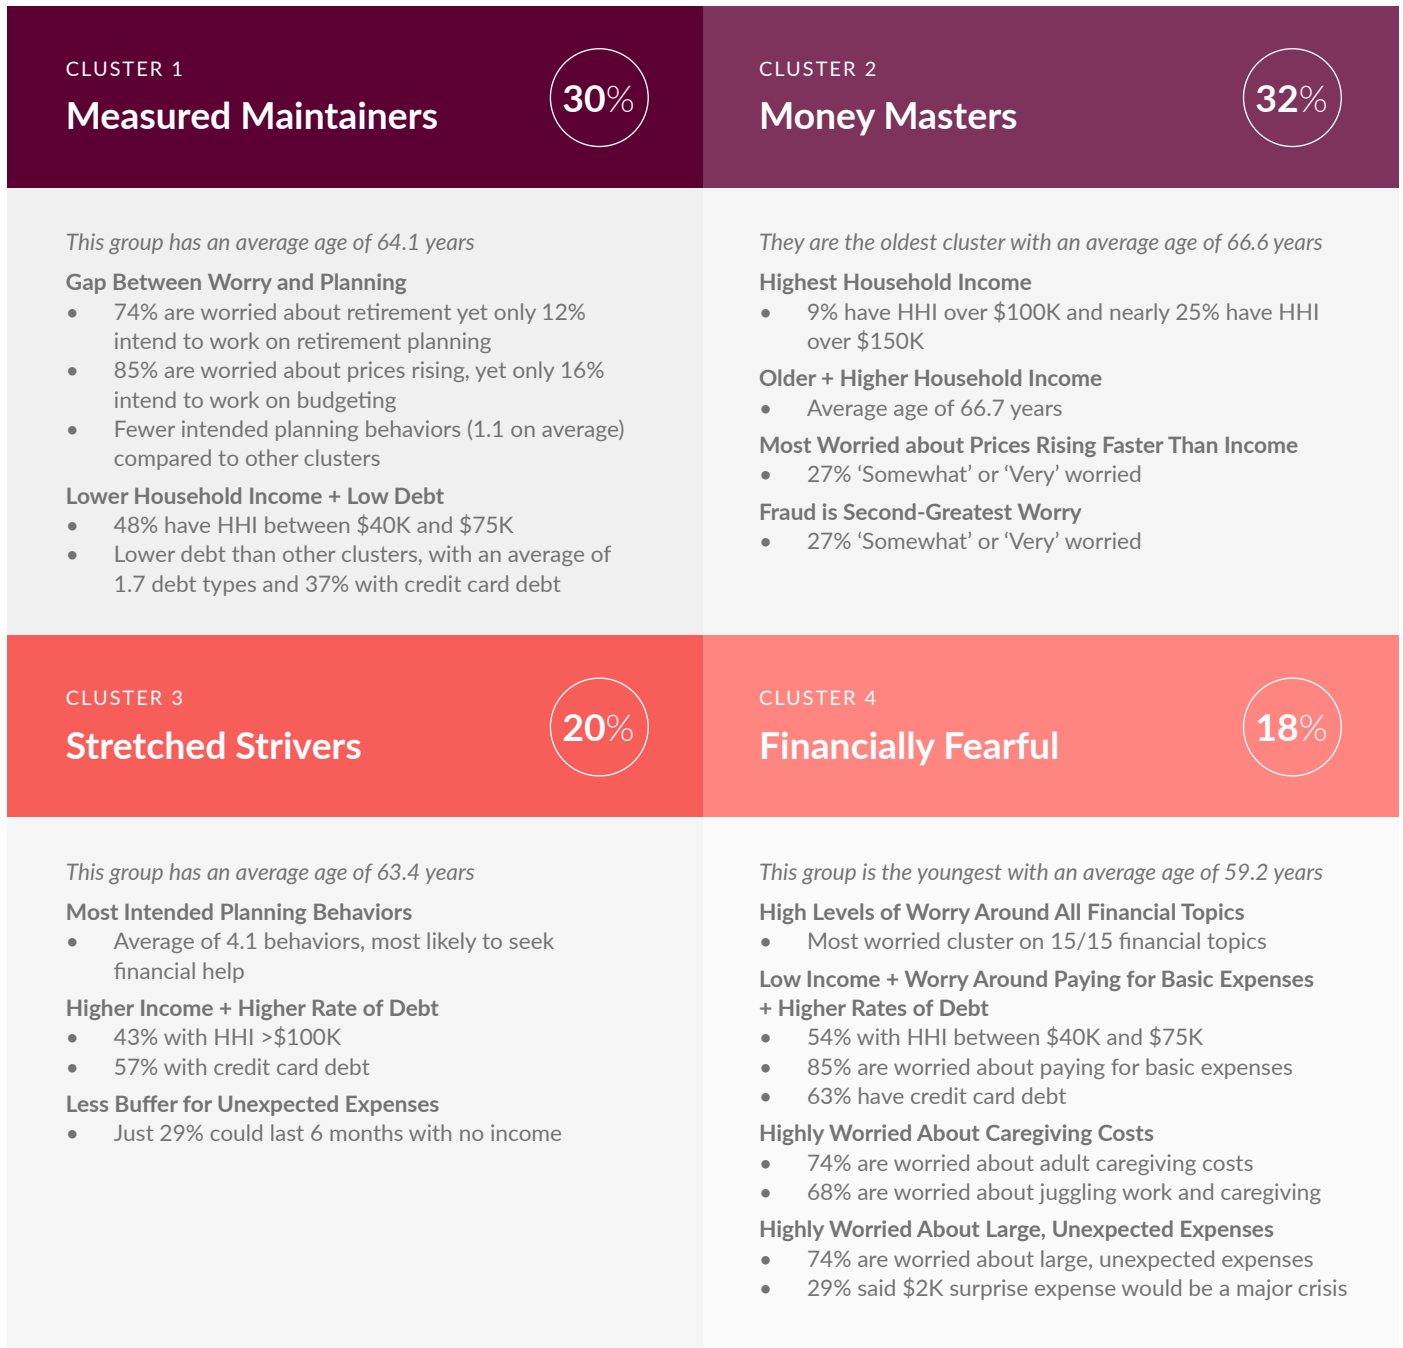 CLUSTER 1
Measured Maintainers
30%
This group has an average age of 64.1 years
Gap Between Worry and Planning
• 74% are worried about retirement yet only 12%
intend to work on retirement planning
• 85% are worried about prices rising, yet only 16%
intend to work on budgeting
• Fewer intended planning behaviors (1.1 on average)
compared to other clusters
Lower Household Income + Low Debt
• 48% have HHI between $40K and $75K
• Lower debt than other clusters, with an average of
1.7 debt types and 37% with credit card debt
CLUSTER 2
Money Masters
32%
They are the oldest cluster with an average age of 66.6 years
Highest Household Income
• 9% have HHI over $100K and nearly 25% have HHI
over $150K
Older + Higher Household Income
• Average age of 66.7 years
Most Worried about Prices Rising Faster Than Income
• 27% ‘Somewhat’ or ‘Very’ worried
Fraud is Second-Greatest Worry
• 27% ‘Somewhat’ or ‘Very’ worried
CLUSTER 3
Stretched Strivers
20%
This group has an average age of 63.4 years
Most Intended Planning Behaviors
• Average of 4.1 behaviors, most likely to seek
financial help
Higher Income + Higher Rate of Debt
• 43% with HHI >$100K
• 57% with credit card debt
Less Buffer for Unexpected Expenses
• Just 29% could last 6 months with no income
CLUSTER 4
Financially Fearful
18%
This group is the youngest with an average age of 59.2 years
High Levels of Worry Around All Financial Topics
• Most worried cluster on 15/15 financial topics
Low Income + Worry Around Paying for Basic Expenses
+ Higher Rates of Debt
• 54% with HHI between $40K and $75K
• 85% are worried about paying for basic expenses
• 63% have credit card debt
Highly Worried About Caregiving Costs
• 74% are worried about adult caregiving costs
• 68% are worried about juggling work and caregiving
Highly Worried About Large, Unexpected Expenses
• 74% are worried about large, unexpected expenses
• 29% said $2K surprise expense would be a major crisis